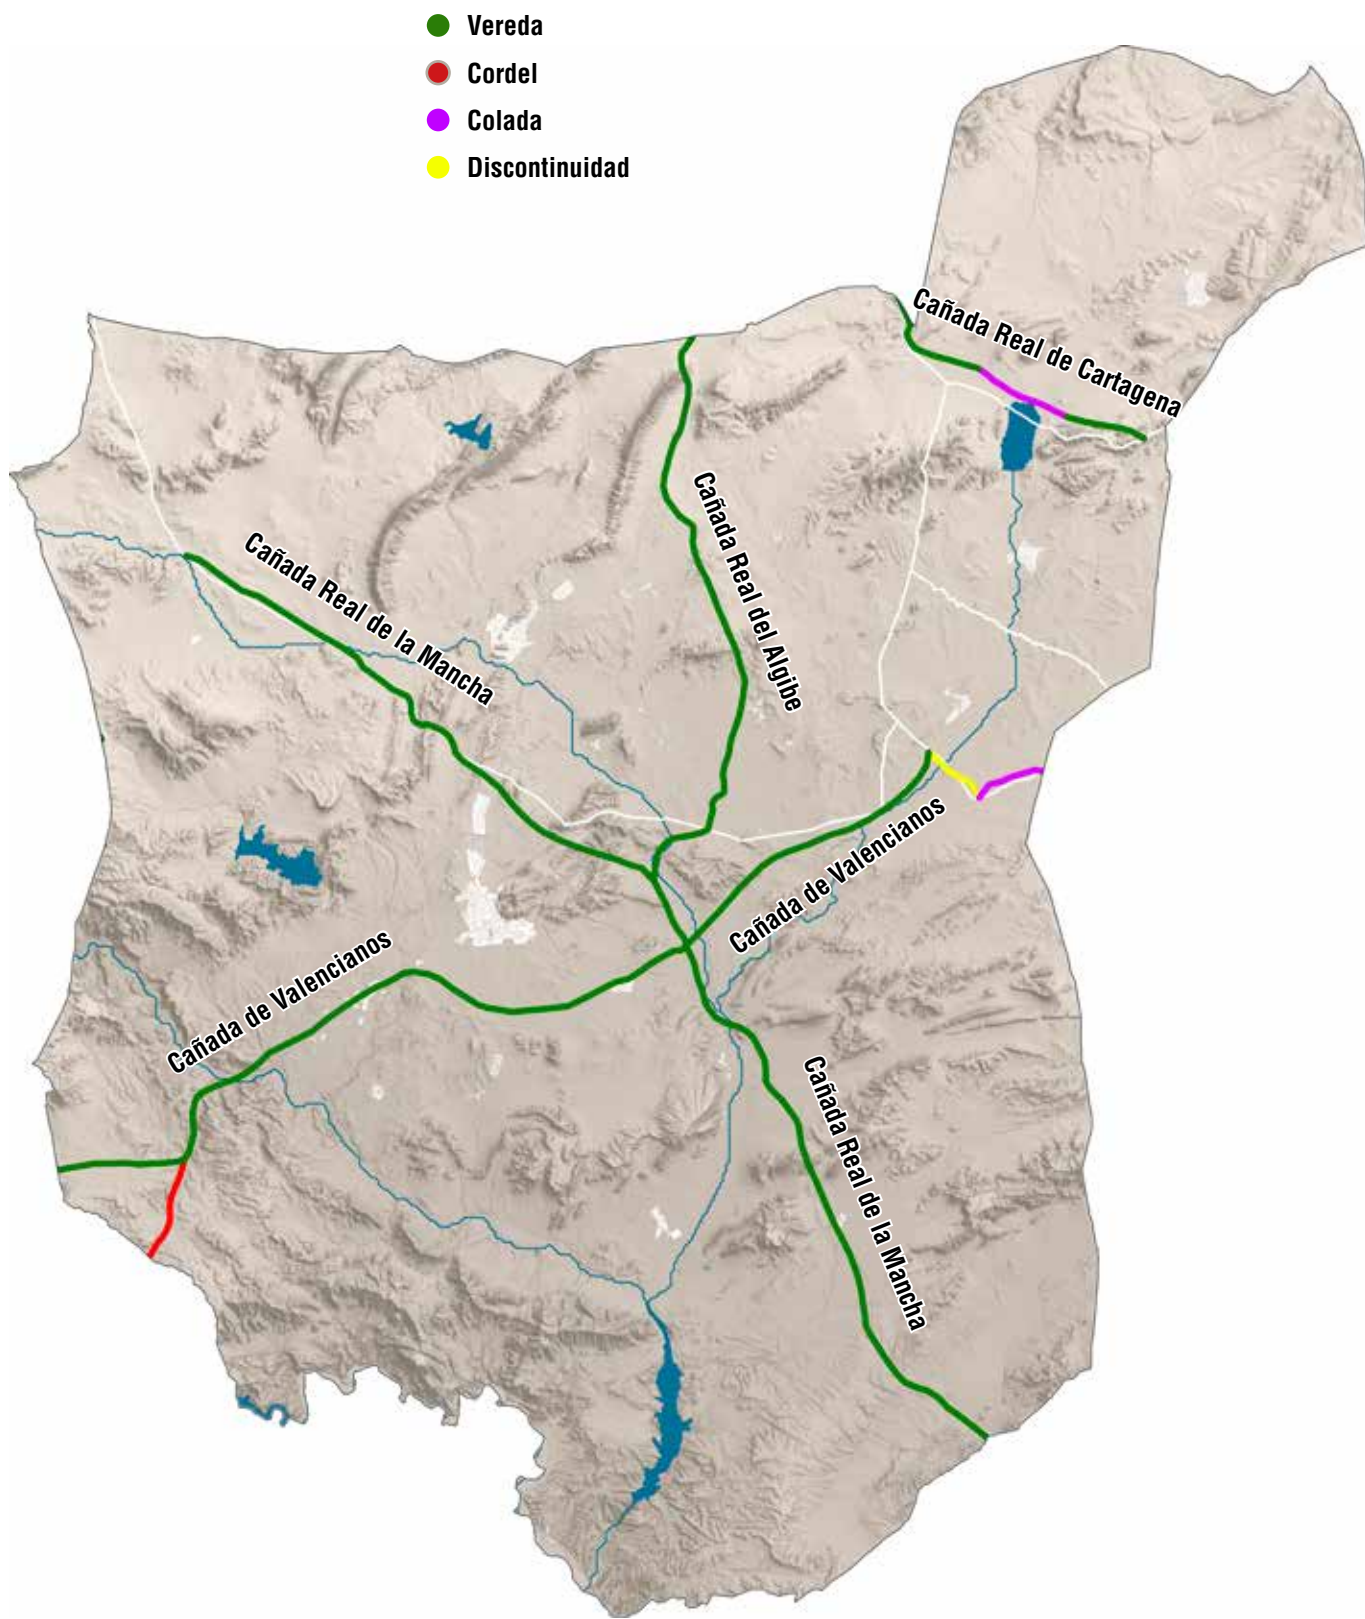 Vereda
Cordel
Colada
Discontinuidad
Cañada Real de Cartagena
Cañada Real del Algibe
Cañada Real de la Mancha
Cañada de Valencianos
Cañada de Valencianos
Cañada Real de la Mancha